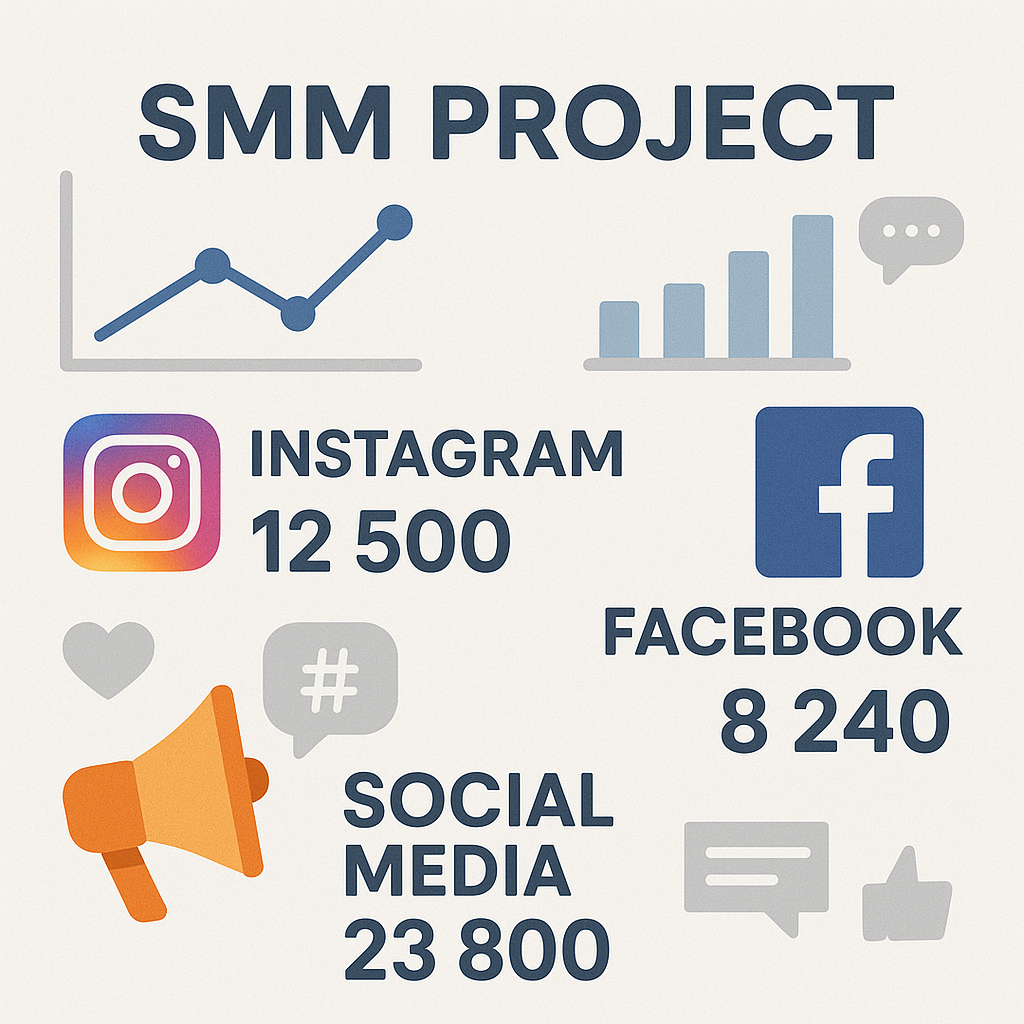 SMM PROJECT
INSTAGRAM
12 500
FACEBOOK
8 240
#
SOCIAL
MEDIA
23 800